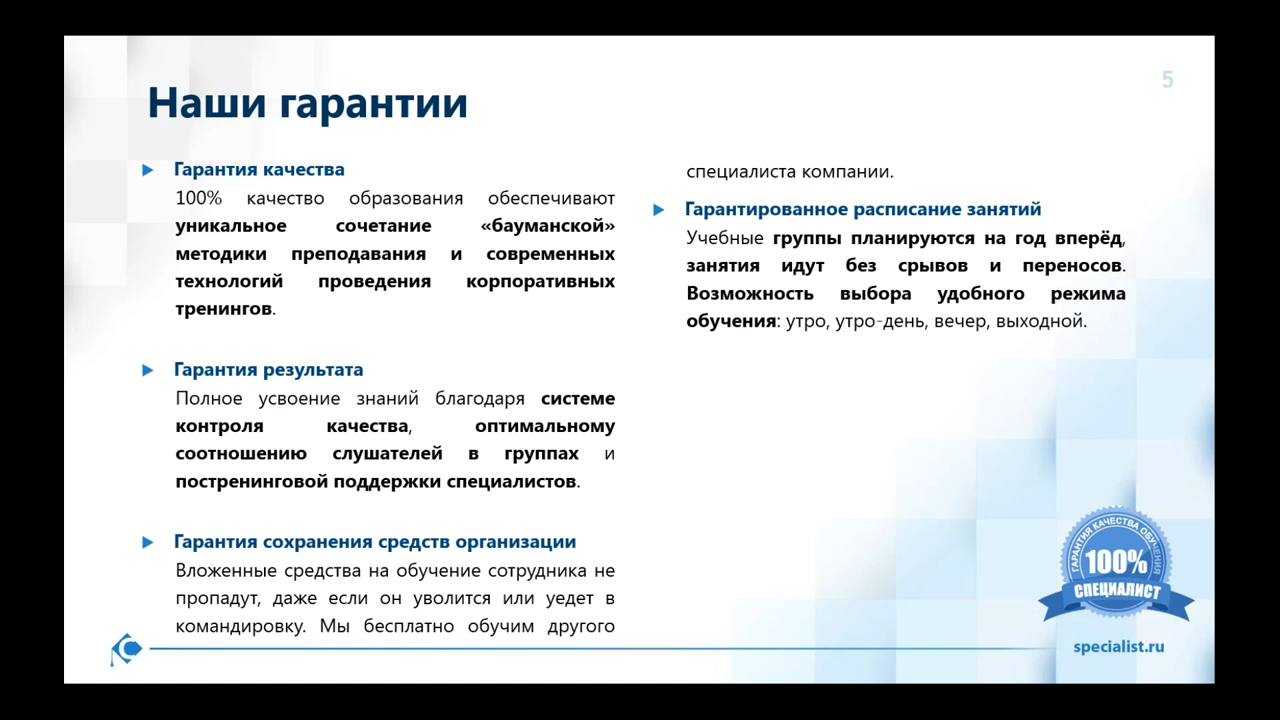 5
Наши гарантии
Гарантия качества
100% качество образования обеспечивают
уникальное сочетание «бауманской»
методики преподавания и современных
технологий проведения корпоративных
тренингов.
Гарантия результата
Полное усвоение знаний благодаря системе
контроля качества, оптимальному
соотношению слушателей в группах и
постренинговой поддержки специалистов.
Гарантия сохранения средств организации
Вложенные средства на обучение сотрудника не
пропадут, даже если он уволится или уедет в
командировку. Мы бесплатно обучим другого
специалиста компании.
Гарантированное расписание занятий
Учебные группы планируются на год вперёд,
занятия идут без срывов и переносов.
Возможность выбора удобного режима
обучения: утро, утро-день, вечер, выходной.
ГАРАНТИЯ КАЧЕСТВА ОБУЧЕНИЯ
100%
СПЕЦИАЛИСТ
specialist.ru